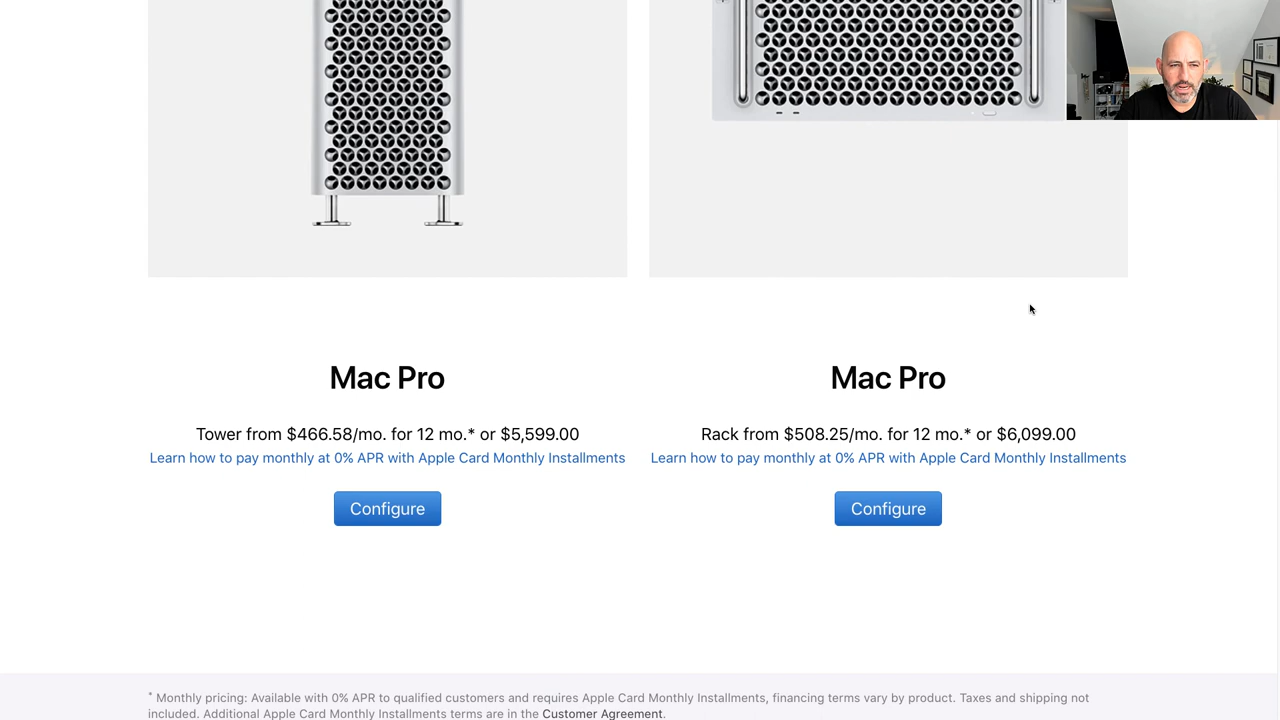 Mac Pro
Tower from $466.58/mo. for 12 mo.* or $5,599.00
Learn how to pay monthly at 0% APR with Apple Card Monthly Installments
Configure
Mac Pro
Rack from $508.25/mo. for 12 mo.* or $6,099.00
Learn how to pay monthly at 0% APR with Apple Card Monthly Installments
Configure
* Monthly pricing: Available with 0% APR to qualified customers and requires Apple Card Monthly Installments, financing terms vary by product. Taxes and shipping not
included. Additional Apple Card Monthly Installments terms are in the Customer Agreement.